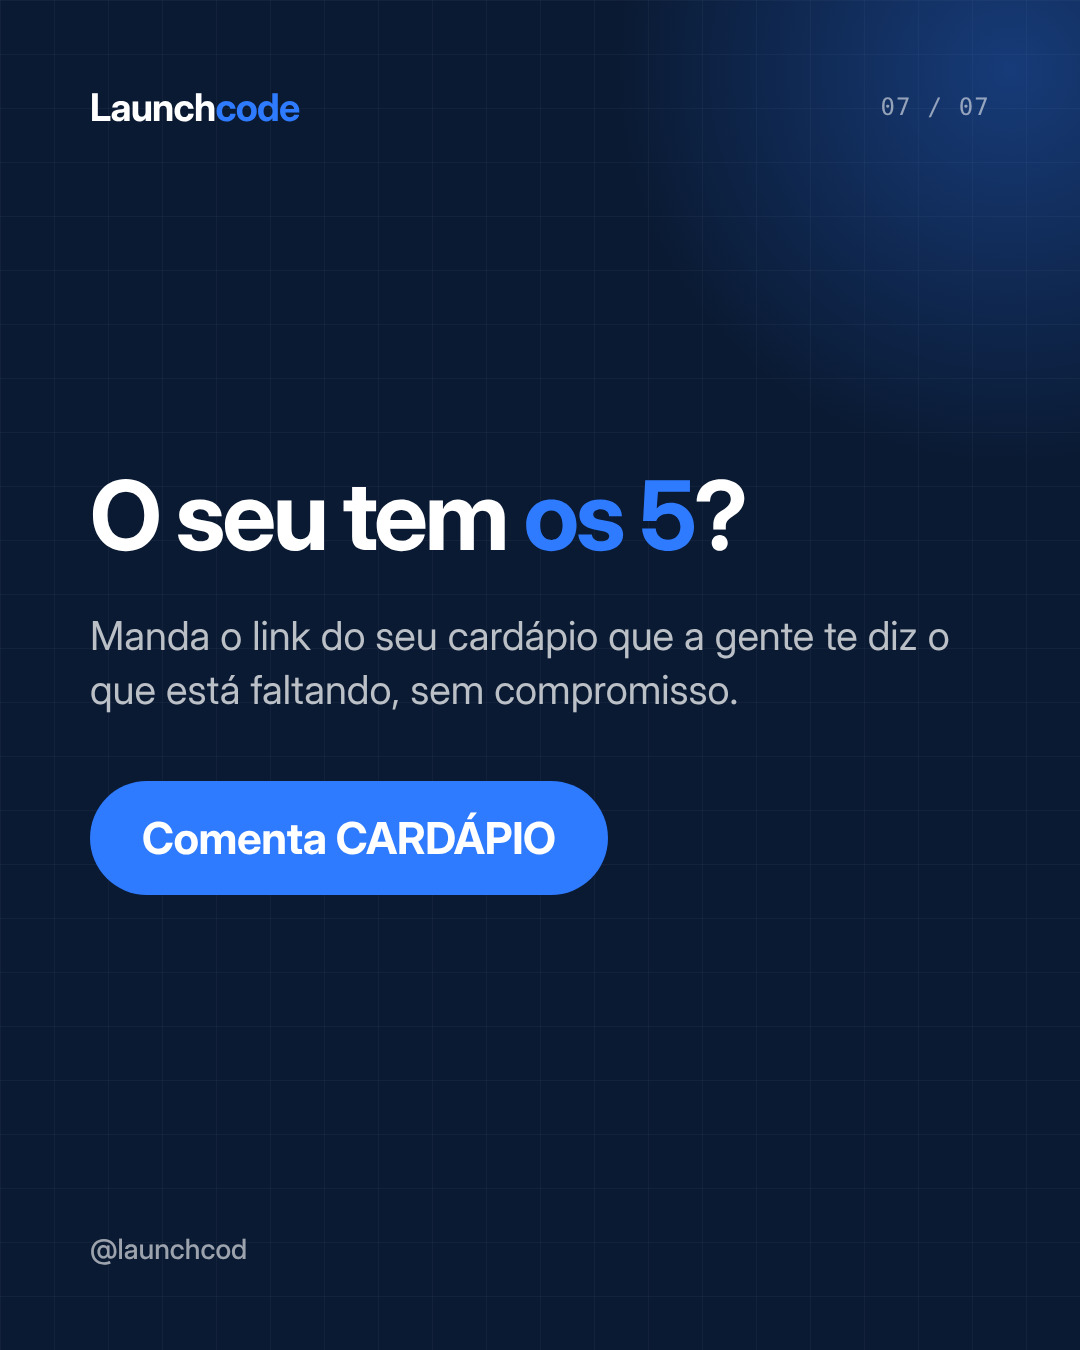 Launchcode
07 / 07
O seu tem os 5?
Manda o link do seu cardápio que a gente te diz o
que está faltando, sem compromisso.
Comenta CARDÁPIO
@launchcod